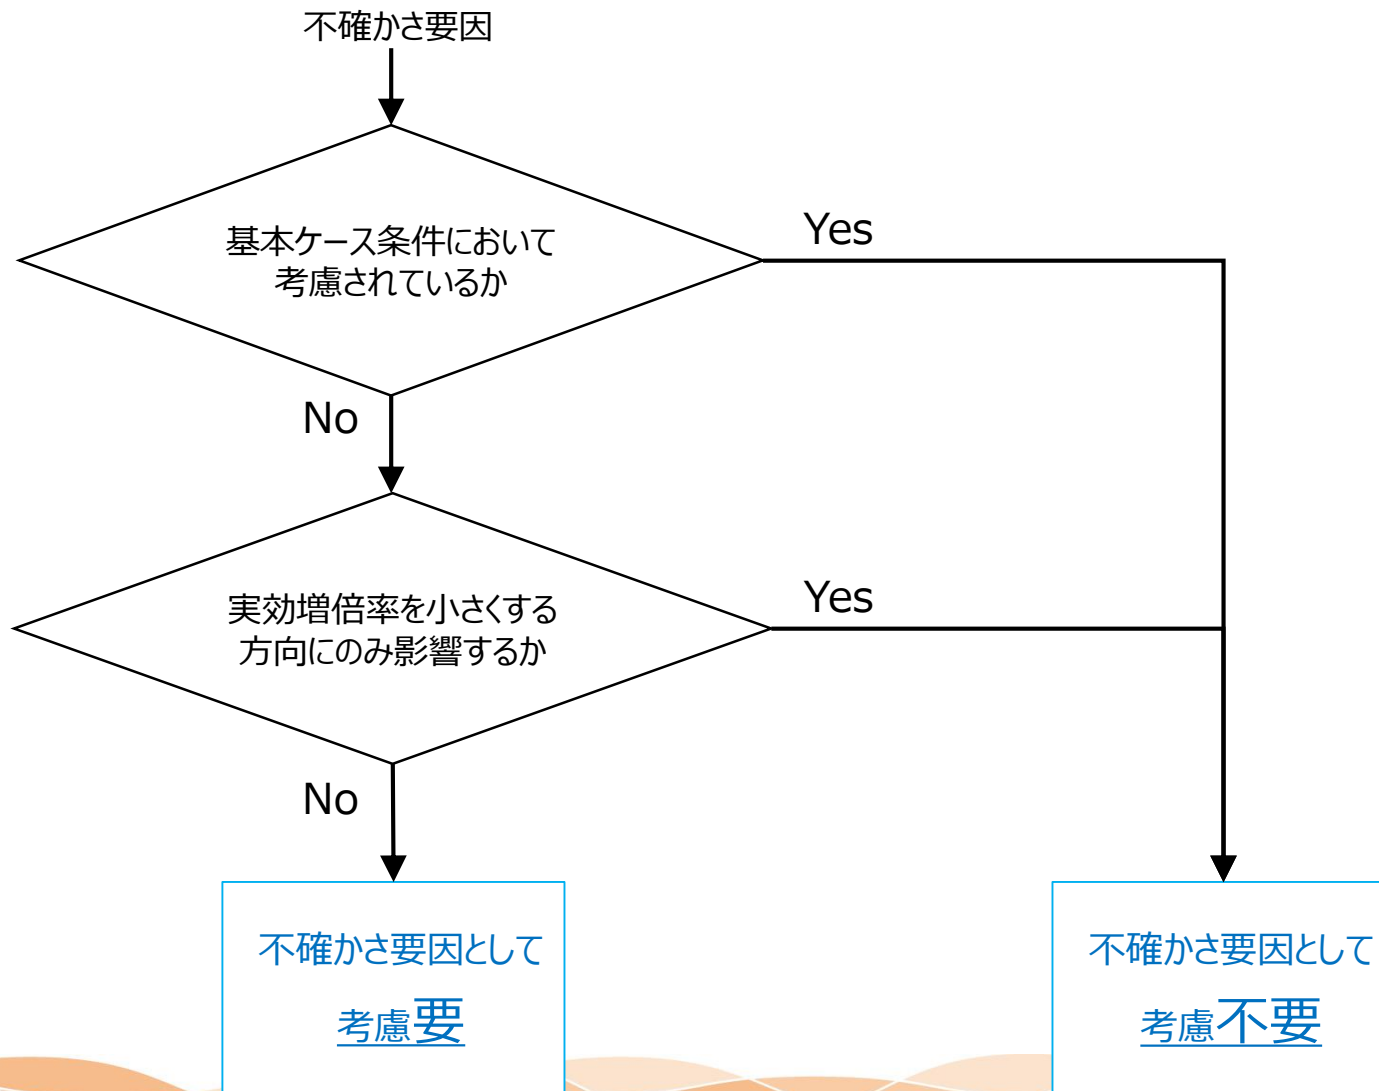 不確かさ要因
基本ケース条件において
考慮されているか
Yes
No
実効増倍率を小さくする
方向にのみ影響するか
Yes
No
不確かさ要因として
考慮要
不確かさ要因として
考慮不要